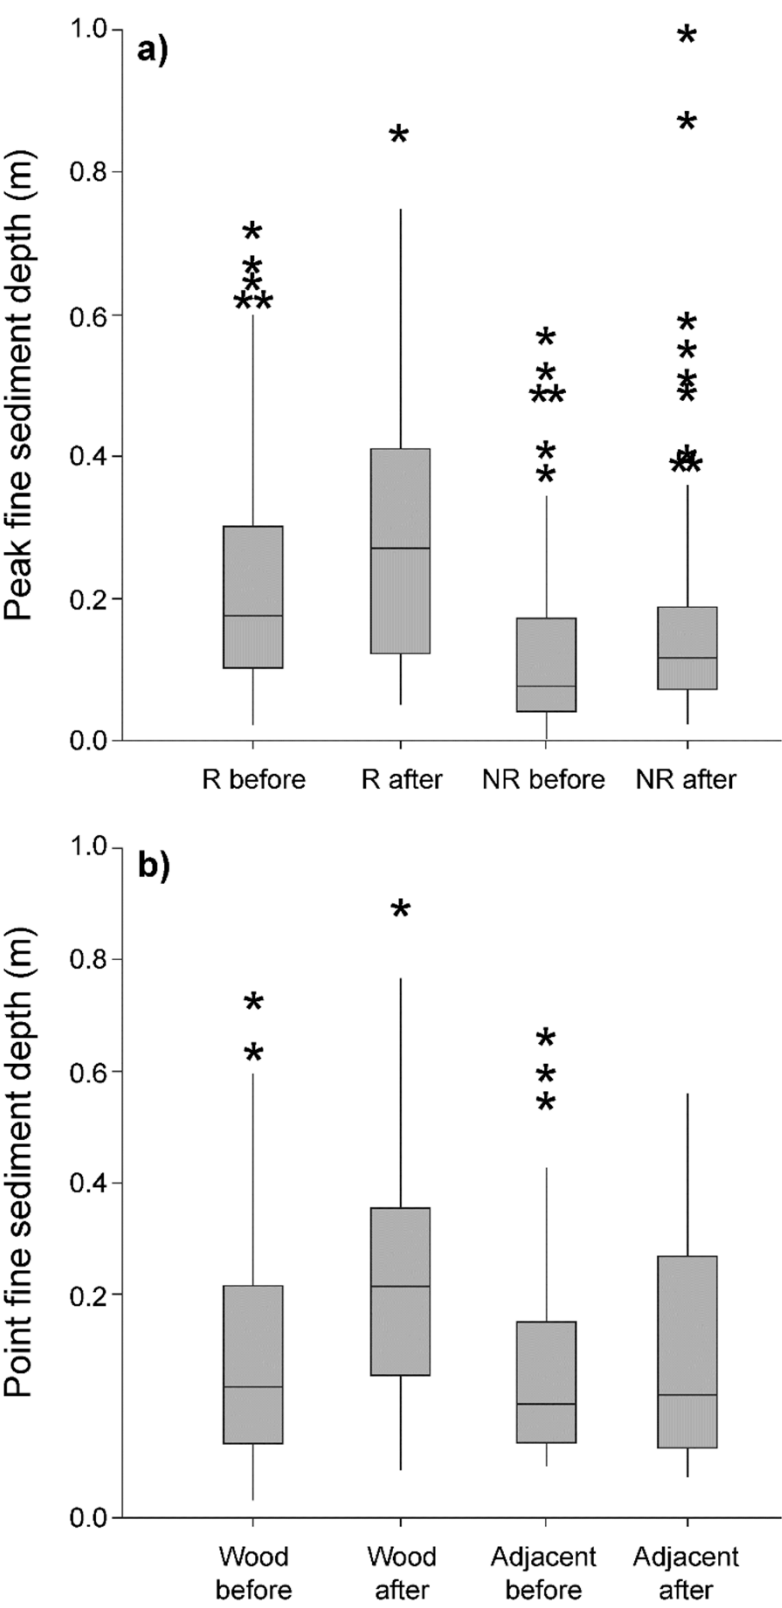 a)
Peak fine sediment depth (m)
1.0
0.8
0.6
0.4
0.2
0.0
R before
R after
NR before
NR after
b)
Point fine sediment depth (m)
1.0
0.8
0.6
0.4
0.2
0.0
Wood before
Wood after
Adjacent before
Adjacent after